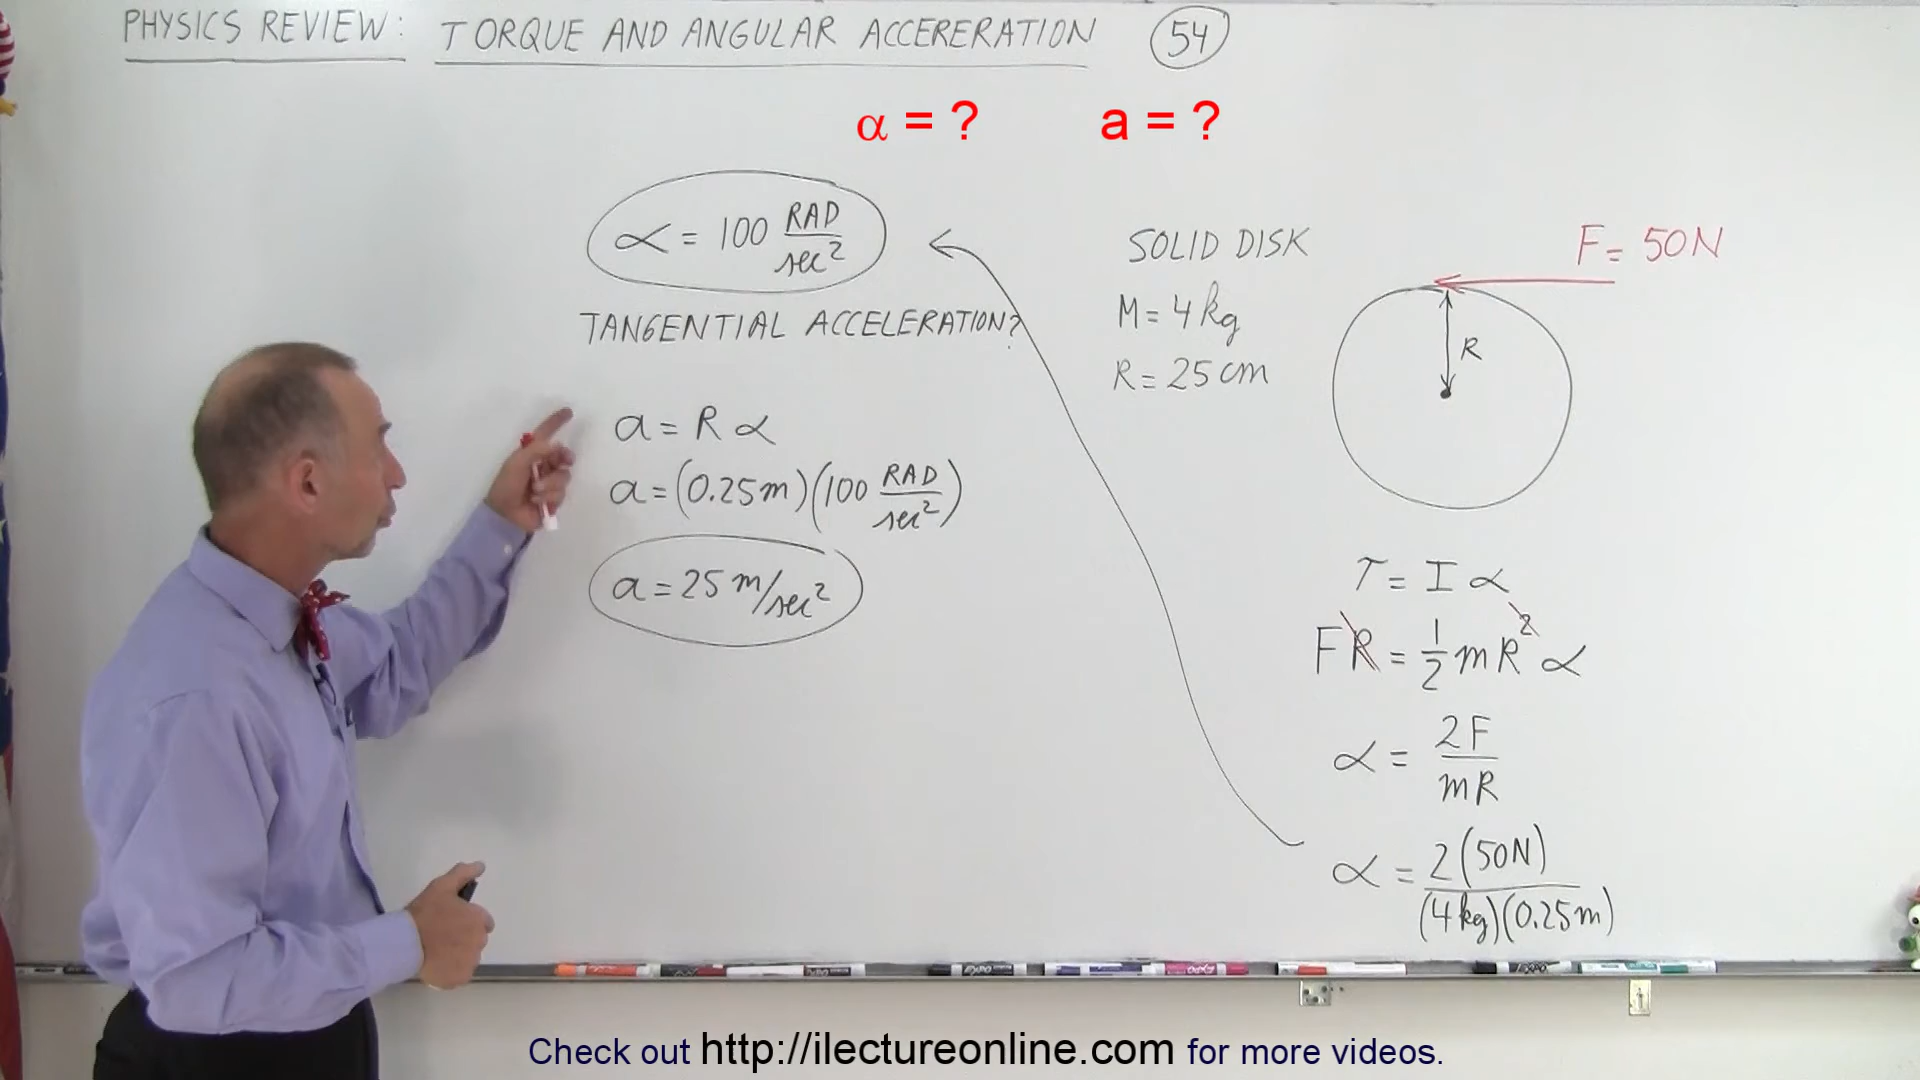 PHYSICS REVIEW: TORQUE AND ANGULAR ACCERERATION 54
α = ? a = ?
α = 100 RAD/sec²
TANGENTIAL ACCELERATION?
a = R α
a = (0.25m)(100 RAD/sec²)
a = 25 m/sec²
SOLID DISK
M = 4 kg
R = 25 cm
F = 50N
R
τ = I α
FR = 1/2 mR² α
α = 2F/mR
α = 2(50N)/(4kg)(0.25m)
Check out http://ilectureonline.com for more videos.